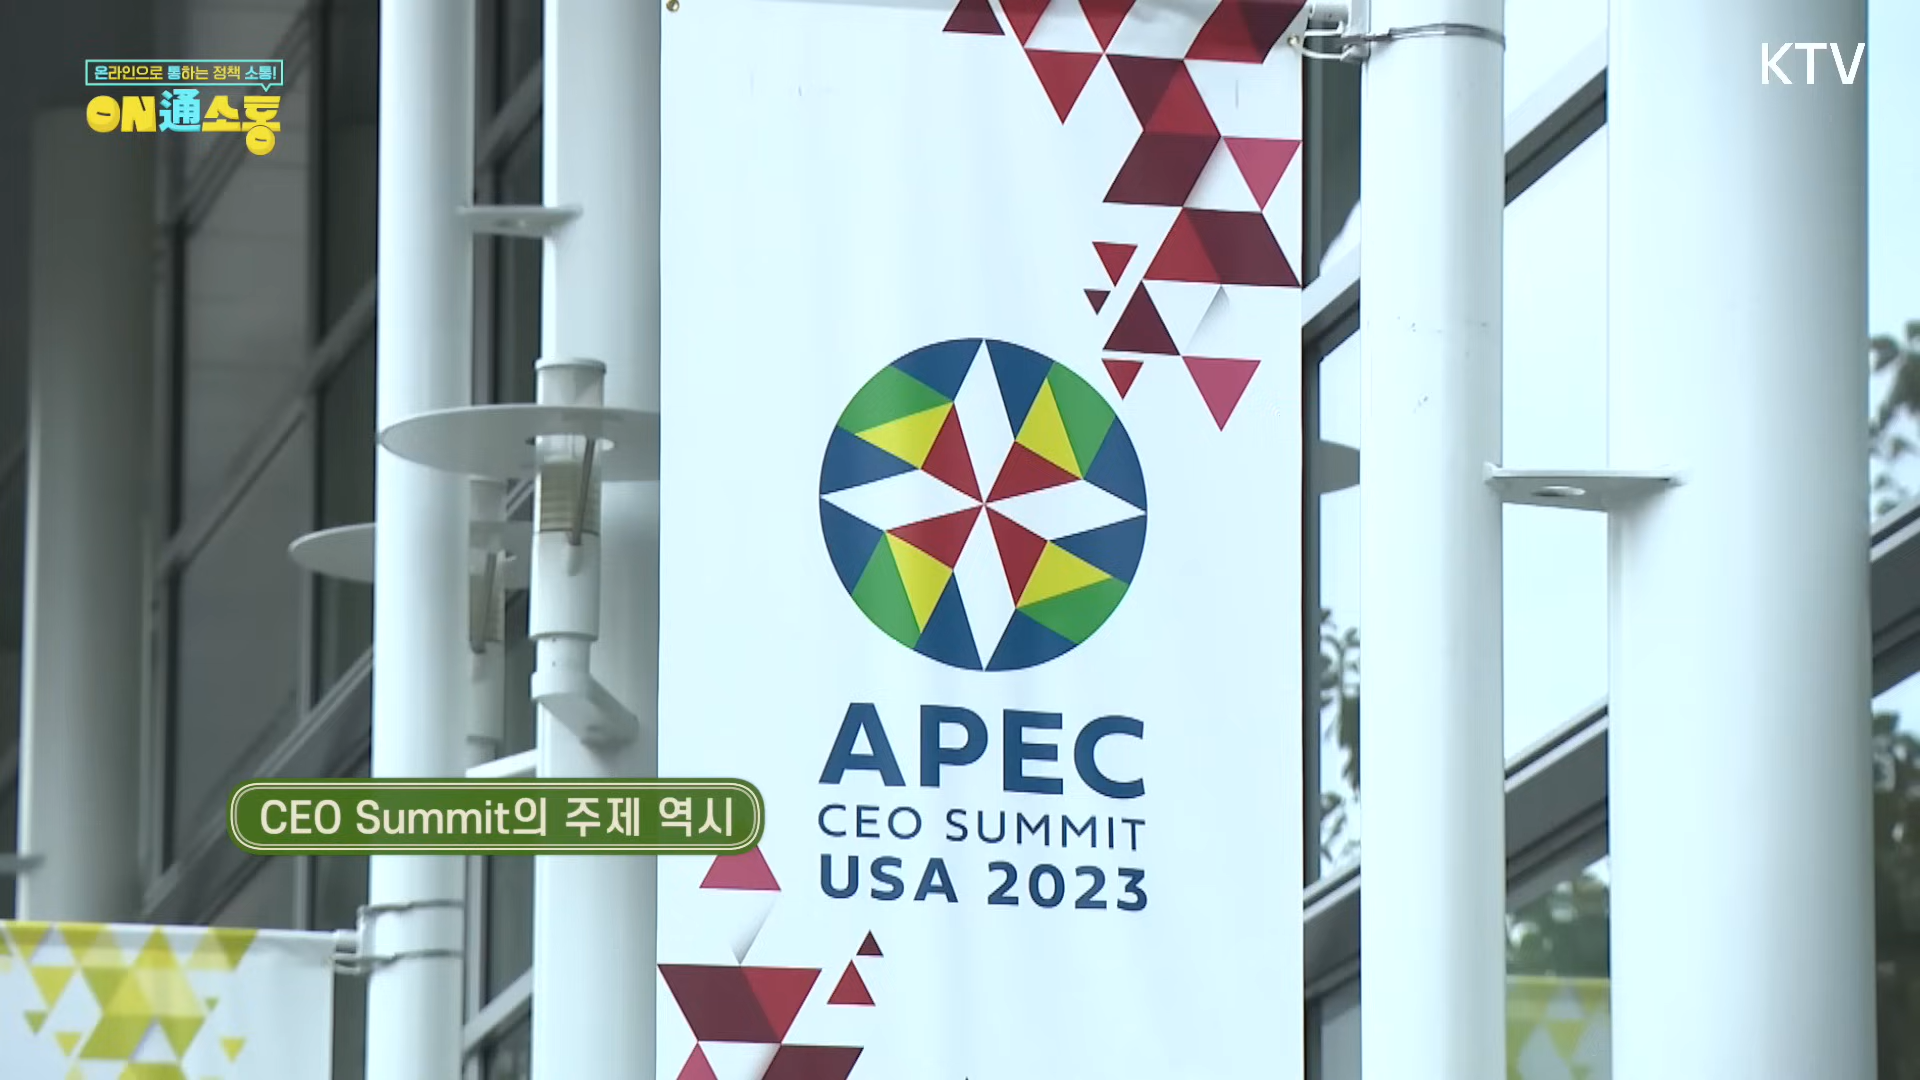 온라인으로 통하는 정책 소통!
ON通소통
KTV
APEC
CEO SUMMIT
USA 2023
CEO Summit의 주제 역시